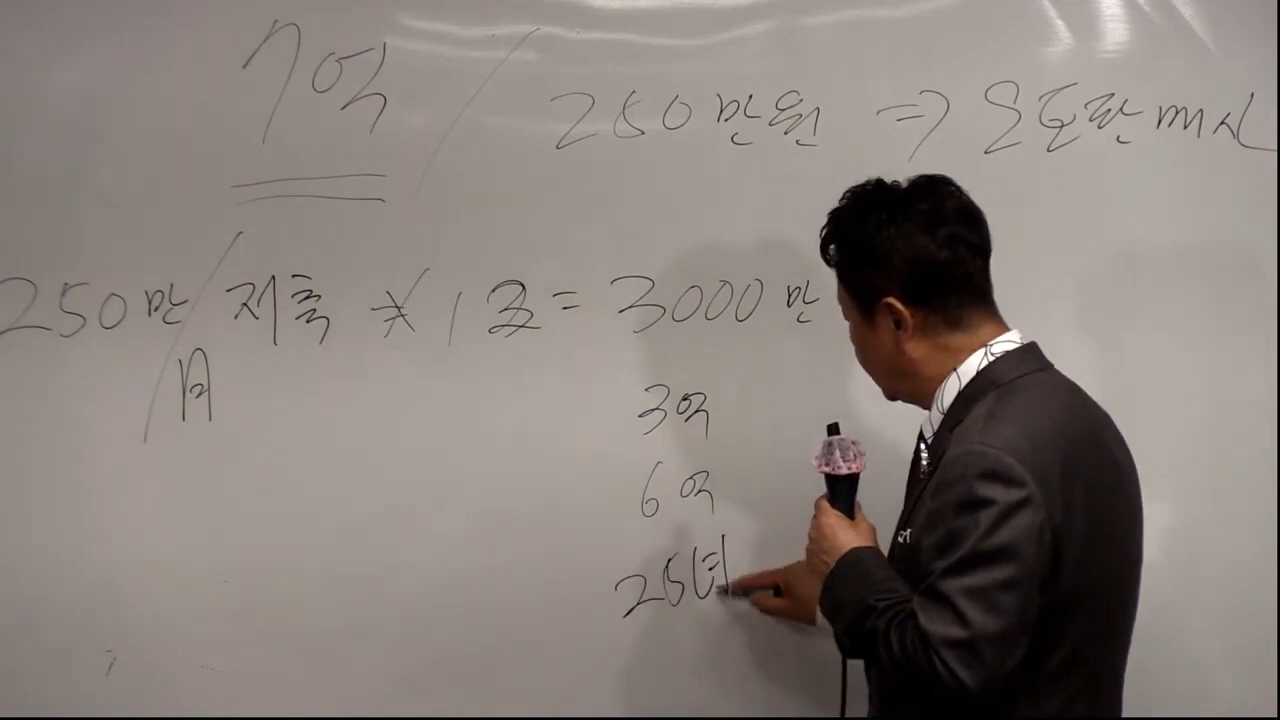 7억 / 250만원 ⇒ 오토판매시
250만/저축 × 12 = 3000만
월
3억
6억
25년